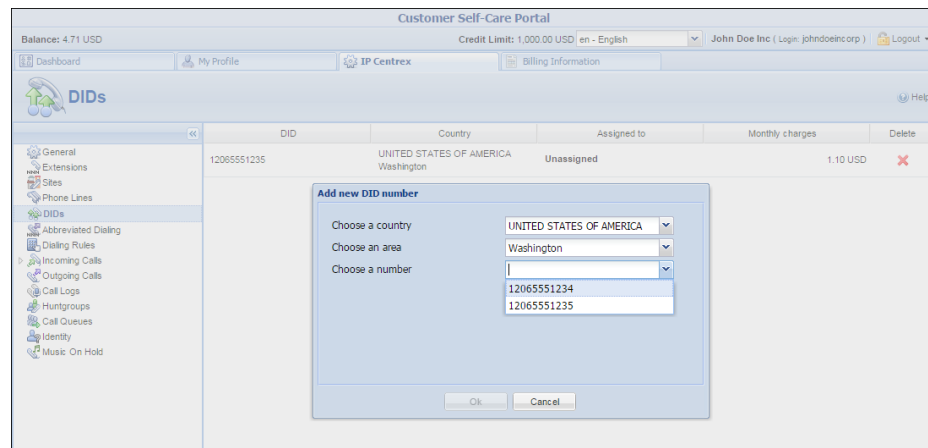 Customer Self-Care Portal
Balance: 4.71 USD Credit Limit: 1,000.00 USD en - English John Doe Inc ( Login: johndoeincorp ) Logout
Dashboard My Profile IP Centrex Billing Information
DIDs Help
DID Country Assigned to Monthly charges Delete
General
Extensions
Sites
Phone Lines
DIDs
Abbreviated Dialing
Dialing Rules
Incoming Calls
Outgoing Calls
Call Logs
Huntgroups
Call Queues
Identity
Music On Hold
12065551235 UNITED STATES OF AMERICA Unassigned 1.10 USD
Washington
Add new DID number
Choose a country UNITED STATES OF AMERICA
Choose an area Washington
Choose a number
12065551234
12065551235
Ok Cancel